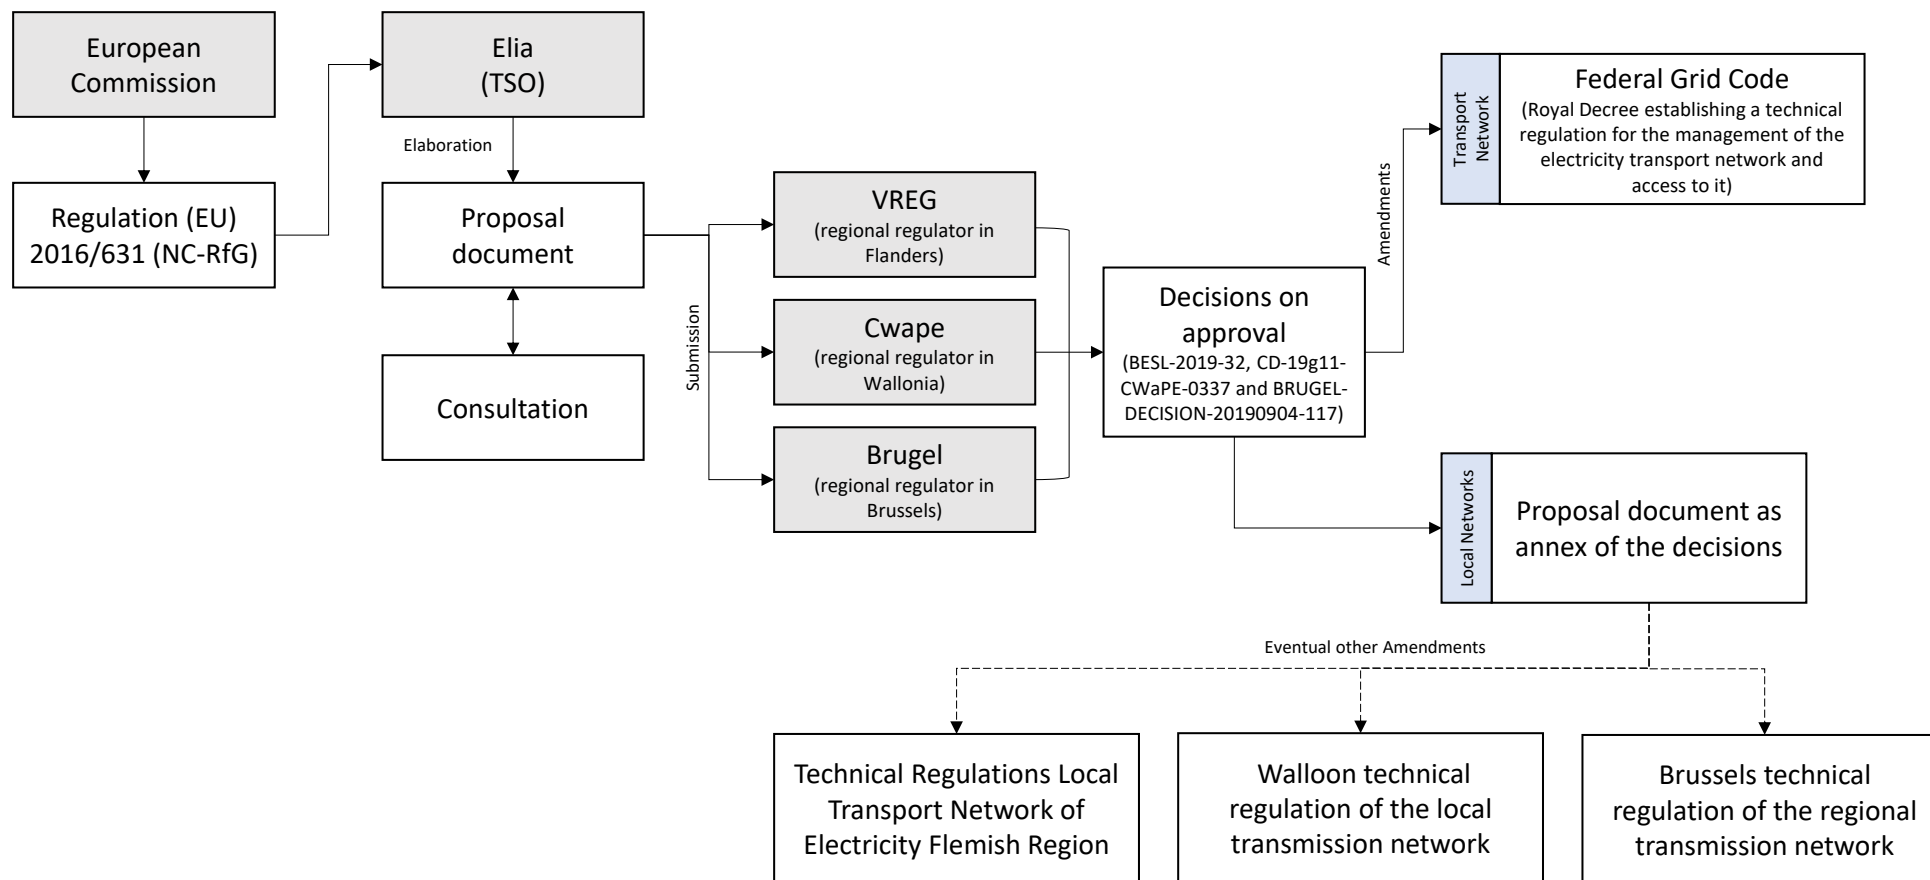 European
Commission
Regulation (EU)
2016/631 (NC-RfG)
Elia
(TSO)
Elaboration
Proposal
document
Consultation
Submission
VREG
(regional regulator in
Flanders)
Cwape
(regional regulator in
Wallonia)
Brugel
(regional regulator in
Brussels)
Decisions on
approval
(BESL-2019-32, CD-19g11-
CWaPE-0337 and BRUGEL-
DECISION-20190904-117)
Amendments
Transport
Network
Federal Grid Code
(Royal Decree establishing a technical
regulation for the management of the
electricity transport network and
access to it)
Local Networks
Proposal document as
annex of the decisions
Eventual other Amendments
Technical Regulations Local
Transport Network of
Electricity Flemish Region
Walloon technical
regulation of the local
transmission network
Brussels technical
regulation of the regional
transmission network